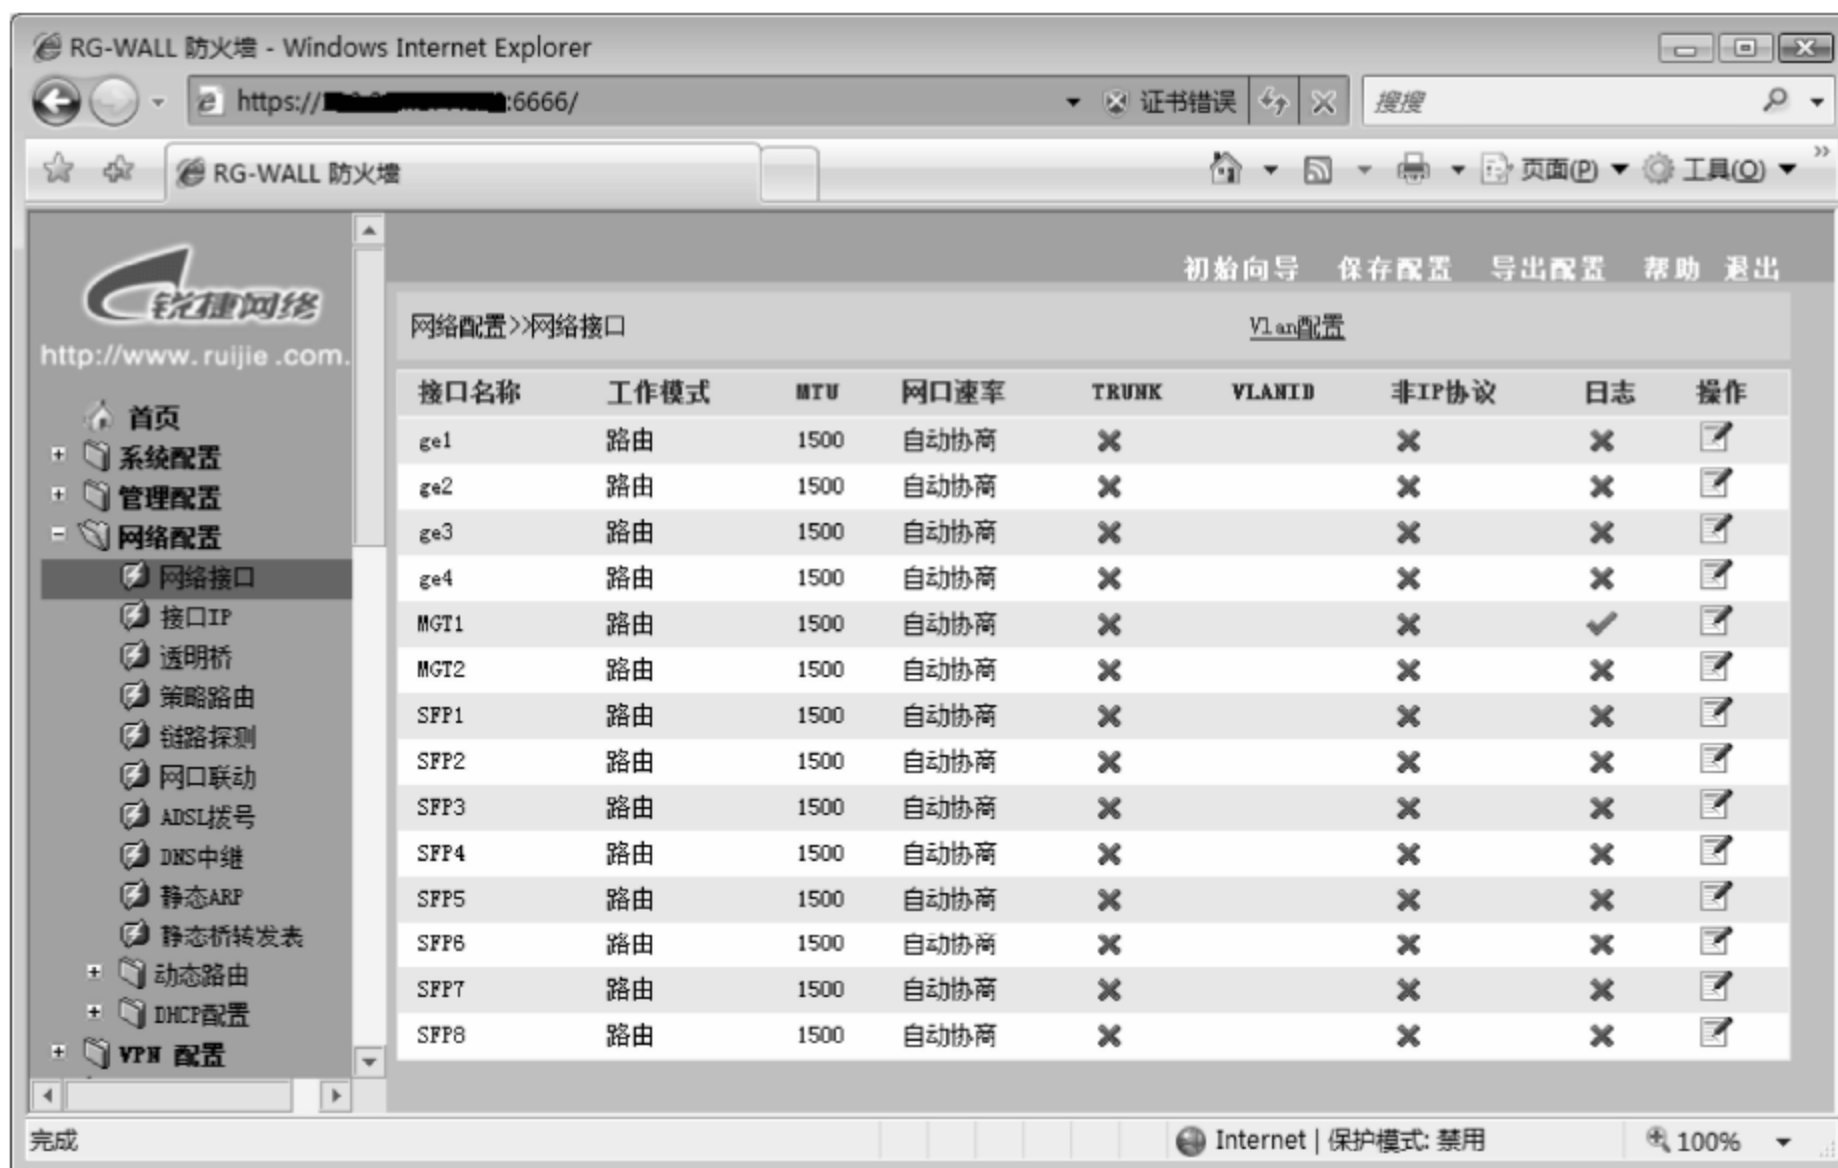 RG-WALL 防火墙 - Windows Internet Explorer
https:// :6666/ 证书错误 搜搜
RG-WALL 防火墙 页面(P) 工具(O) »
锐捷网络
http://www.ruijie.com.
首页
系统配置
管理配置
网络配置
网络接口
接口IP
透明桥
策略路由
链路探测
网口联动
ADSL拨号
DNS中继
静态ARP
静态桥转发表
动态路由
DHCP配置
VPN 配置
初始向导 保存配置 导出配置 帮助 退出
网络配置>>网络接口 Vlan配置
接口名称 工作模式 MTU 网口速率 TRUNK VLANID 非IP协议 日志 操作
ge1 路由 1500 自动协商
ge2 路由 1500 自动协商
ge3 路由 1500 自动协商
ge4 路由 1500 自动协商
MGT1 路由 1500 自动协商
MGT2 路由 1500 自动协商
SFP1 路由 1500 自动协商
SFP2 路由 1500 自动协商
SFP3 路由 1500 自动协商
SFP4 路由 1500 自动协商
SFP5 路由 1500 自动协商
SFP6 路由 1500 自动协商
SFP7 路由 1500 自动协商
SFP8 路由 1500 自动协商
完成 Internet | 保护模式: 禁用 100%